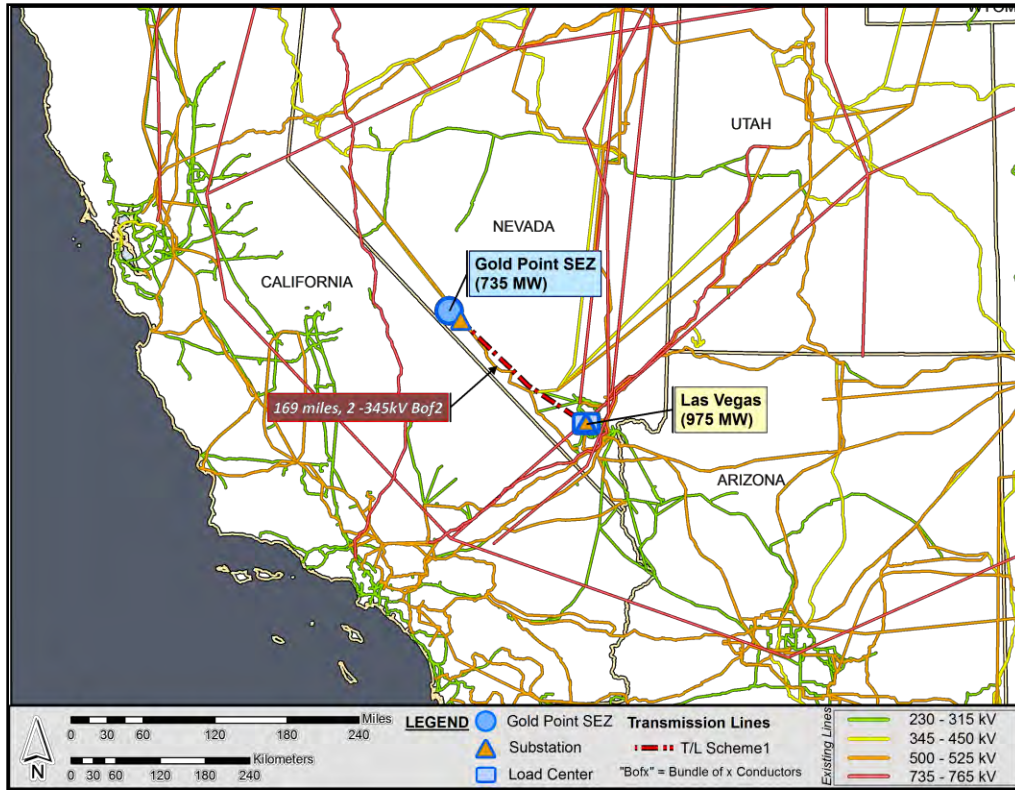 WYOM
UTAH
NEVADA
Gold Point SEZ
(735 MW)
CALIFORNIA
169 miles, 2 -345kV Bof2
Las Vegas
(975 MW)
ARIZONA
Miles
0 30 60 120 180 240
Kilometers
0 30 60 120 180 240
N
LEGEND
Gold Point SEZ
Substation
Load Center
Transmission Lines
T/L Scheme1
"Bofx" = Bundle of x Conductors
Existing Lines
230 - 315 kV
345 - 450 kV
500 - 525 kV
735 - 765 kV